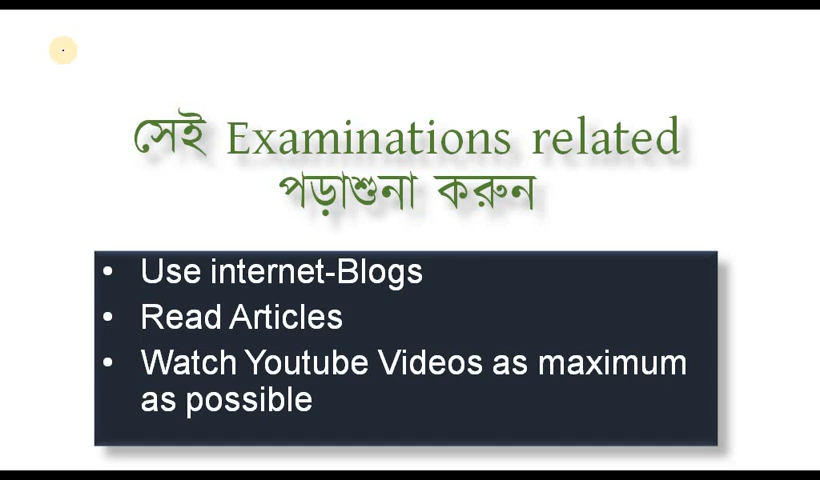 সেই Examinations related
পড়াশুনা করুন
• Use internet-Blogs
• Read Articles
• Watch Youtube Videos as maximum
as possible